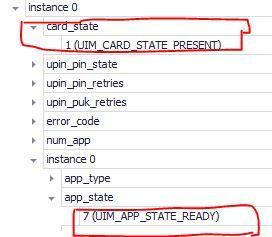 instance 0
card_state
1 (UIM_CARD_STATE_PRESENT)
upin_pin_state
upin_pin_retries
upin_puk_retries
error_code
num_app
instance 0
app_type
app_state
7 (UIM_APP_STATE_READY)